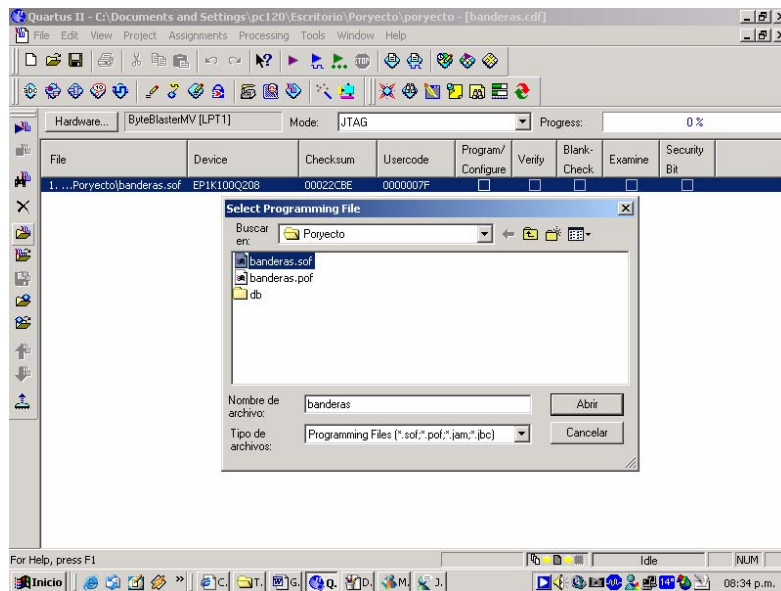 Quartus II - C:\Documents and Settings\pc120\Escritorio\Poryecto\poryecto - [banderas.cdf]
File Edit View Project Assignments Processing Tools Window Help
Hardware... ByteBlasterMV [LPT1] Mode: JTAG Progress: 0 %
File Device Checksum Usercode Program/ Configure Verify Blank- Check Examine Security Bit
1. ...Poryecto\banderas.sof EP1K100Q208 00022CBE 0000007F
Select Programming File
Buscar en: Poryecto
banderas.sof
banderas.pof
db
Nombre de archivo: banderas Abrir
Tipo de archivos: Programming Files (*.sof;*.pof;*.jam;*.jbc) Cancelar
For Help, press F1 Idle NUM
Inicio » C. T. G. Q. D. M. J. 14° 08:34 p.m.